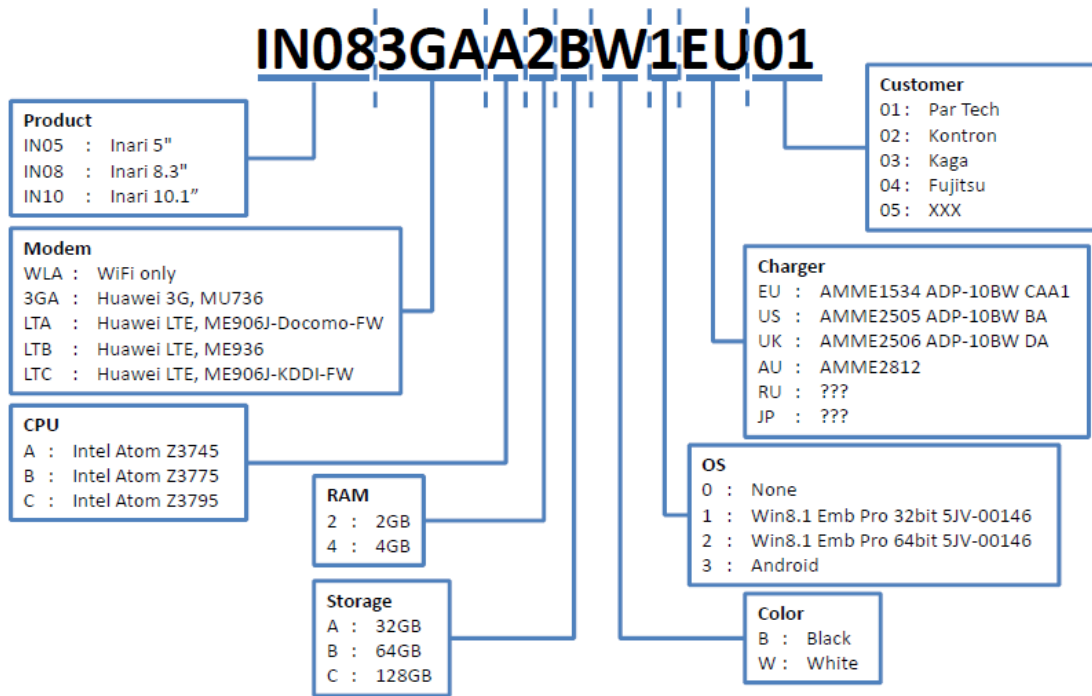 IN083GAA2BW1EU01
Product
IN05 : Inari 5"
IN08 : Inari 8.3"
IN10 : Inari 10.1”
Modem
WLA : WiFi only
3GA : Huawei 3G, MU736
LTA : Huawei LTE, ME906J-Docomo-FW
LTB : Huawei LTE, ME936
LTC : Huawei LTE, ME906J-KDDI-FW
CPU
A : Intel Atom Z3745
B : Intel Atom Z3775
C : Intel Atom Z3795
RAM
2 : 2GB
4 : 4GB
Storage
A : 32GB
B : 64GB
C : 128GB
Customer
01 : Par Tech
02 : Kontron
03 : Kaga
04 : Fujitsu
05 : XXX
Charger
EU : AMME1534 ADP-10BW CAA1
US : AMME2505 ADP-10BW BA
UK : AMME2506 ADP-10BW DA
AU : AMME2812
RU : ???
JP : ???
OS
0 : None
1 : Win8.1 Emb Pro 32bit 5JV-00146
2 : Win8.1 Emb Pro 64bit 5JV-00146
3 : Android
Color
B : Black
W : White